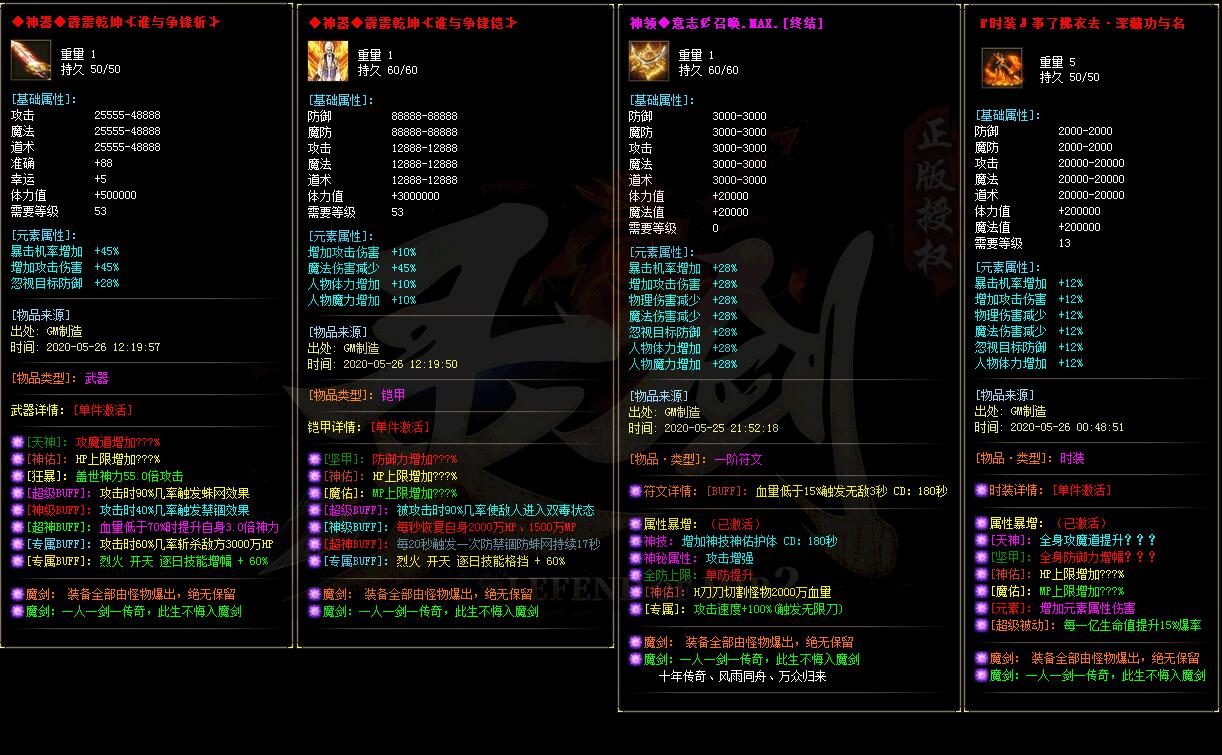 ◆神器◆霹雳乾坤≮谁与争锋斩≯
重量 1
持久 50/50
[基础属性]:
攻击 25555-48888
魔法 25555-48888
道术 25555-48888
准确 +88
幸运 +5
体力值 +500000
需要等级 53
[元素属性]:
暴击机率增加 +45%
增加攻击伤害 +45%
忽视目标防御 +28%
[物品来源]
出处: GM制造
时间: 2020-05-26 12:19:57
[物品类型]: 武器
武器详情: [单件激活]
[天神]: 攻魔道增加???%
[神佑]: HP上限增加???%
[狂暴]: 盖世神力55.0倍攻击
[超级BUFF]: 攻击时90%几率触发蛛网效果
[神级BUFF]: 攻击时40%几率触发禁锢效果
[超神BUFF]: 血量低于70%时提升自身3.0倍神力
[专属BUFF]: 攻击时60%几率斩杀敌方3000万HP
[专属BUFF]: 烈火 开天 逐日技能增幅 + 60%
魔剑: 装备全部由怪物爆出，绝无保留
魔剑: 一人一剑一传奇，此生不悔入魔剑
◆神器◆霹雳乾坤≮谁与争锋铠≯
重量 1
持久 60/60
[基础属性]:
防御 88888-88888
魔防 88888-88888
攻击 12888-12888
魔法 12888-12888
道术 12888-12888
体力值 +3000000
需要等级 53
[元素属性]:
增加攻击伤害 +10%
魔法伤害减少 +45%
人物体力增加 +10%
人物魔力增加 +10%
[物品来源]
出处: GM制造
时间: 2020-05-26 12:19:50
[物品类型]: 铠甲
铠甲详情: [单件激活]
[坚甲]: 防御力增加???%
[神佑]: HP上限增加???%
[魔佑]: MP上限增加???%
[超级BUFF]: 被攻击时90%几率使敌人进入双毒状态
[神级BUFF]: 每秒恢复自身2000万HP、1500万MP
[超神BUFF]: 每20秒触发一次防禁锢防蛛网持续17秒
[专属BUFF]: 烈火 开天 逐日技能格挡 + 60%
魔剑: 装备全部由怪物爆出，绝无保留
魔剑: 一人一剑一传奇，此生不悔入魔剑
神领◆意志₡召唤.MAX.[终结]
重量 1
持久 60/60
[基础属性]:
防御 3000-3000
魔防 3000-3000
攻击 3000-3000
魔法 3000-3000
道术 3000-3000
体力值 +20000
魔法值 +20000
需要等级 0
[元素属性]:
暴击机率增加 +28%
增加攻击伤害 +28%
物理伤害减少 +28%
魔法伤害减少 +28%
忽视目标防御 +28%
人物体力增加 +28%
人物魔力增加 +28%
[物品来源]
出处: GM制造
时间: 2020-05-25 21:52:18
[物品·类型]: 一阶符文
符文详情: [BUFF]: 血量低于15%触发无敌3秒 CD: 180秒
属性暴增: （已激活）
神技: 增加神技神佑护体 CD: 180秒
神秘属性: 攻击增强
全防上限: 单防提升
[神佑]: H刀刀切割怪物2000万血量
[专属]: 攻击速度+100%(触发无限刀)
魔剑: 装备全部由怪物爆出，绝无保留
魔剑: 一人一剑一传奇，此生不悔入魔剑
十年传奇、风雨同舟、万众归来
『时装』事了拂衣去·深藏功与名
重量 5
持久 50/50
[基础属性]:
防御 2000-2000
魔防 2000-2000
攻击 20000-20000
魔法 20000-20000
道术 20000-20000
体力值 +200000
魔法值 +200000
需要等级 13
[元素属性]:
暴击机率增加 +12%
增加攻击伤害 +12%
物理伤害减少 +12%
魔法伤害减少 +12%
忽视目标防御 +12%
人物体力增加 +12%
[物品来源]
出处: GM制造
时间: 2020-05-26 00:48:51
[物品·类型]: 时装
时装详情: [单件激活]
属性暴增: （已激活）
[天神]: 全身攻魔道提升？？？
[坚甲]: 全身防御力增幅？？？
[神佑]: HP上限增加???%
[魔佑]: MP上限增加???%
[元素]: 增加元素属性伤害
[超级被动]: 每一亿生命值提升15%爆率
魔剑: 装备全部由怪物爆出，绝无保留
魔剑: 一人一剑一传奇，此生不悔入魔剑
正版授权